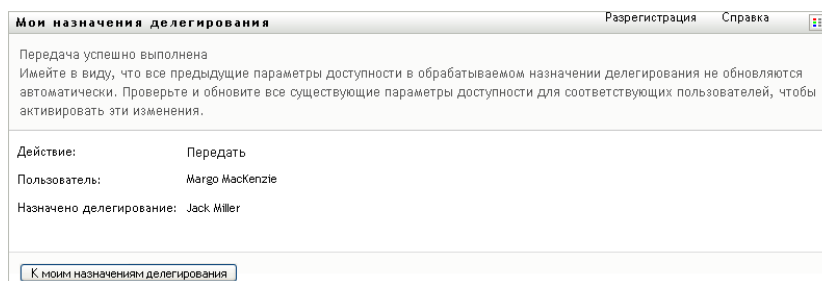 Мои назначения делегирования Разрегистрация Справка
Передача успешно выполнена
Имейте в виду, что все предыдущие параметры доступности в обрабатываемом назначении делегирования не обновляются
автоматически. Проверьте и обновите все существующие параметры доступности для соответствующих пользователей, чтобы
активировать эти изменения.
Действие: Передать
Пользователь: Margo MacKenzie
Назначено делегирование: Jack Miller
К моим назначениям делегирования